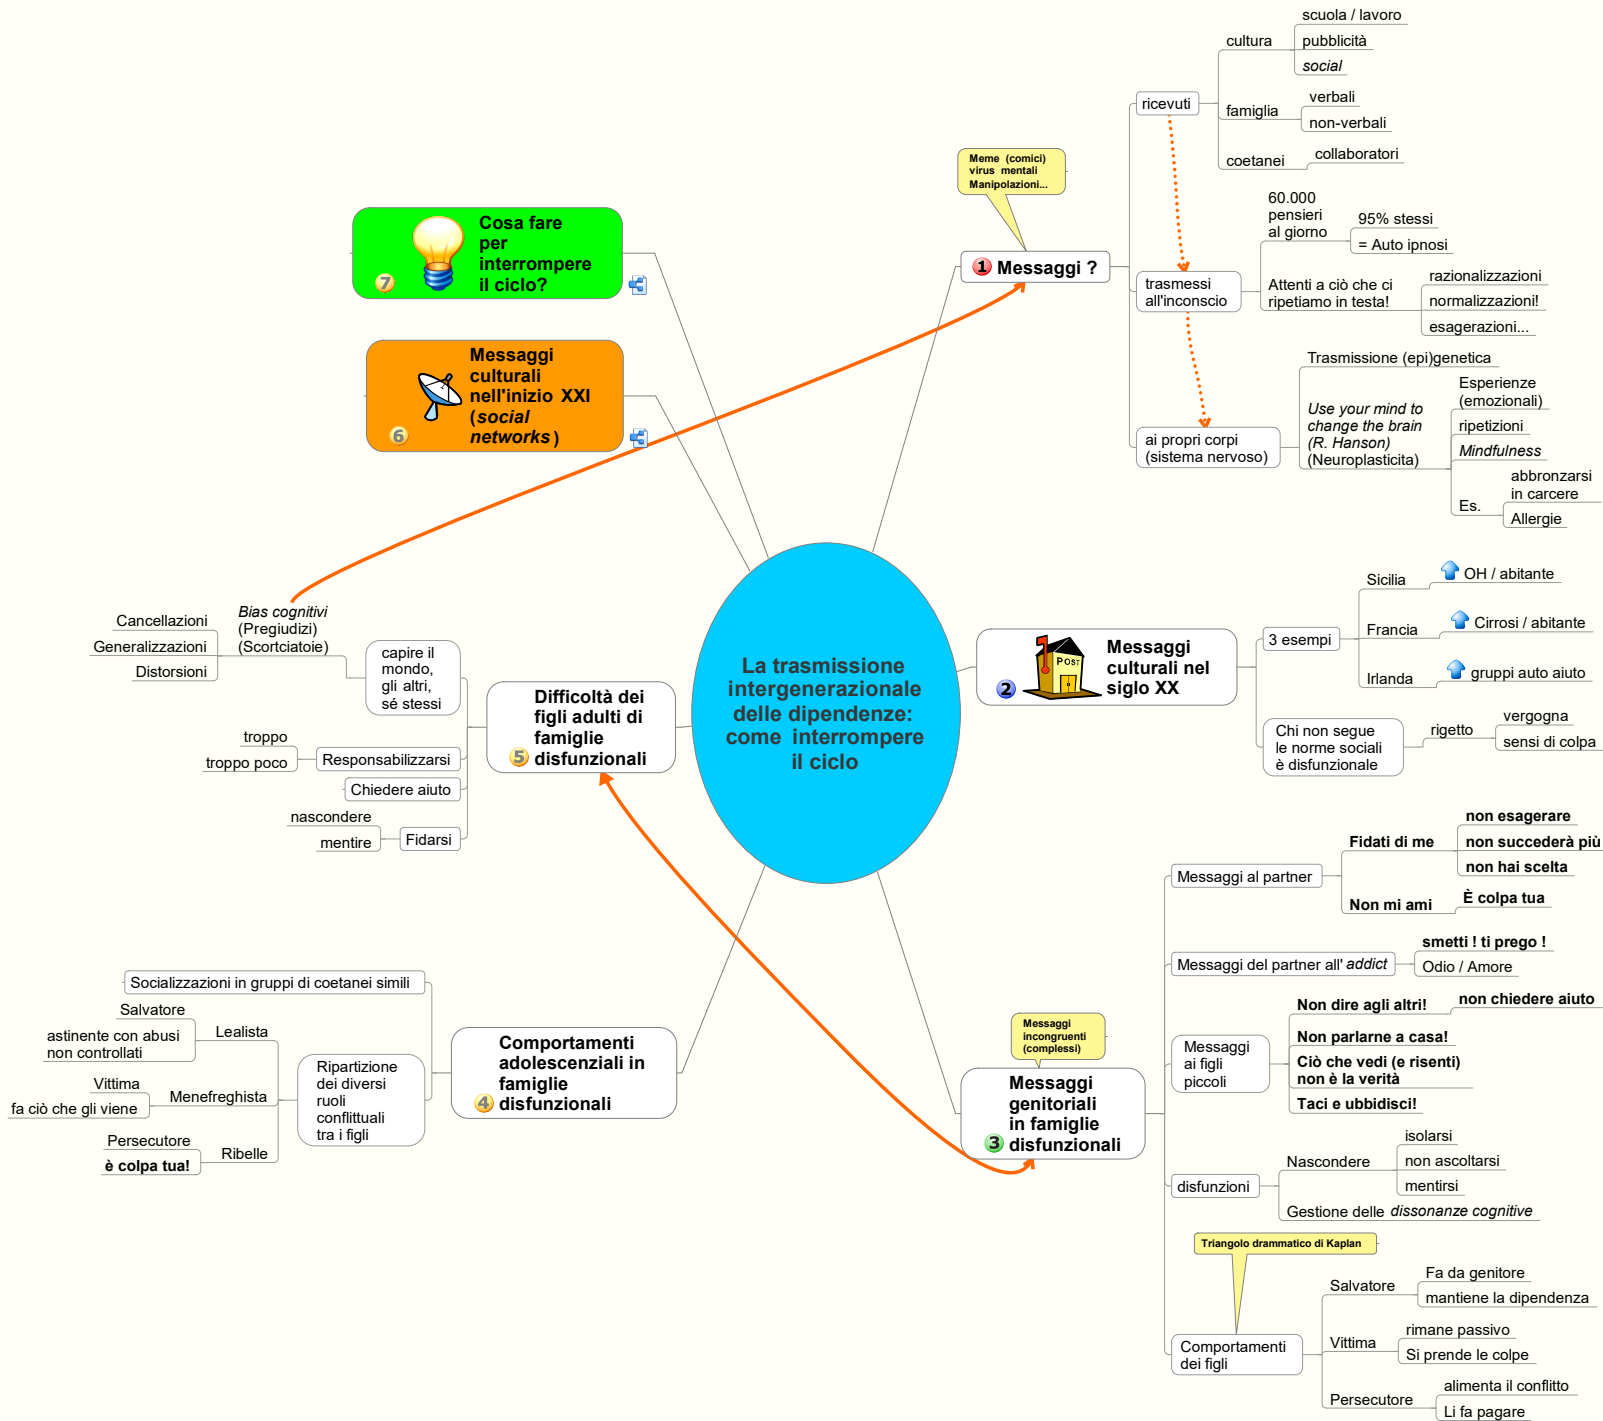 La trasmissione
intergenerazionale
delle dipendenze:
come interrompere
il ciclo
Meme (comici)
virus mentali
Manipolazioni...
1 Messaggi ?
ricevuti
cultura
scuola / lavoro
pubblicità
social
famiglia
verbali
non-verbali
coetanei
collaboratori
trasmessi
all'inconscio
60.000
pensieri
al giorno
95% stessi
= Auto ipnosi
Attenti a ciò che ci
ripetiamo in testa!
razionalizzazioni
normalizzazioni!
esagerazioni...
ai propri corpi
(sistema nervoso)
Trasmissione (epi)genetica
Use your mind to
change the brain
(R. Hanson)
(Neuroplasticita)
Esperienze
(emozionali)
ripetizioni
Mindfulness
Es.
abbronzarsi
in carcere
Allergie
POST
2
Messaggi
culturali nel
siglo XX
3 esempi
Sicilia
OH / abitante
Francia
Cirrosi / abitante
Irlanda
gruppi auto aiuto
Chi non segue
le norme sociali
è disfunzionale
rigetto
vergogna
sensi di colpa
Messaggi
incongruenti
(complessi)
Messaggi
genitoriali
in famiglie
3 disfunzionali
Messaggi al partner
Fidati di me
non esagerare
non succederà più
non hai scelta
Non mi ami
È colpa tua
Messaggi del partner all' addict
smetti ! ti prego !
Odio / Amore
Messaggi
ai figli
piccoli
Non dire agli altri!
non chiedere aiuto
Non parlarne a casa!
Ciò che vedi (e risenti)
non è la verità
Taci e ubbidisci!
disfunzioni
Nascondere
isolarsi
non ascoltarsi
mentirsi
Gestione delle dissonanze cognitive
Triangolo drammatico di Kaplan
Comportamenti
dei figli
Salvatore
Fa da genitore
mantiene la dipendenza
Vittima
rimane passivo
Si prende le colpe
Persecutore
alimenta il conflitto
Li fa pagare
Comportamenti
adolescenziali in
famiglie
4 disfunzionali
Socializzazioni in gruppi di coetanei simili
Ripartizione
dei diversi
ruoli
conflittuali
tra i figli
Lealista
Salvatore
astinente con abusi
non controllati
Menefreghista
Vittima
fa ciò che gli viene
Ribelle
Persecutore
è colpa tua!
Difficoltà dei
figli adulti di
famiglie
5 disfunzionali
capire il
mondo,
gli altri,
sé stessi
Bias cognitivi
(Pregiudizi)
(Scortciatoie)
Cancellazioni
Generalizzazioni
Distorsioni
Responsabilizzarsi
troppo
troppo poco
Chiedere aiuto
Fidarsi
nascondere
mentire
Messaggi
culturali
nell'inizio XXI
(social
networks)
6
Cosa fare
per
interrompere
il ciclo?
7